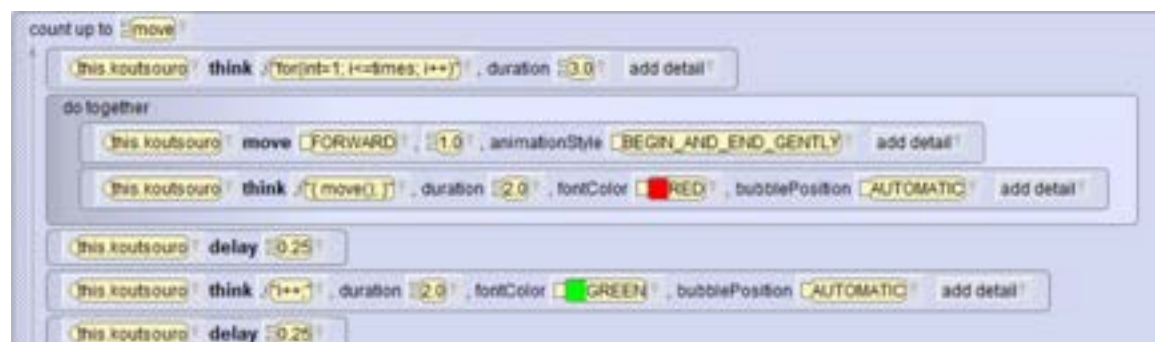 count up to move
this.koutsouro think "for(int=1; i<=times; i++)" , duration 3.0 add detail
do together
this.koutsouro move FORWARD , 1.0 , animationStyle BEGIN_AND_END_GENTLY add detail
this.koutsouro think "{ move(); }" , duration 2.0 , fontColor RED , bubblePosition AUTOMATIC add detail
this.koutsouro delay 0.25
this.koutsouro think "i++;" , duration 2.0 , fontColor GREEN , bubblePosition AUTOMATIC add detail
this.koutsouro delay 0.25